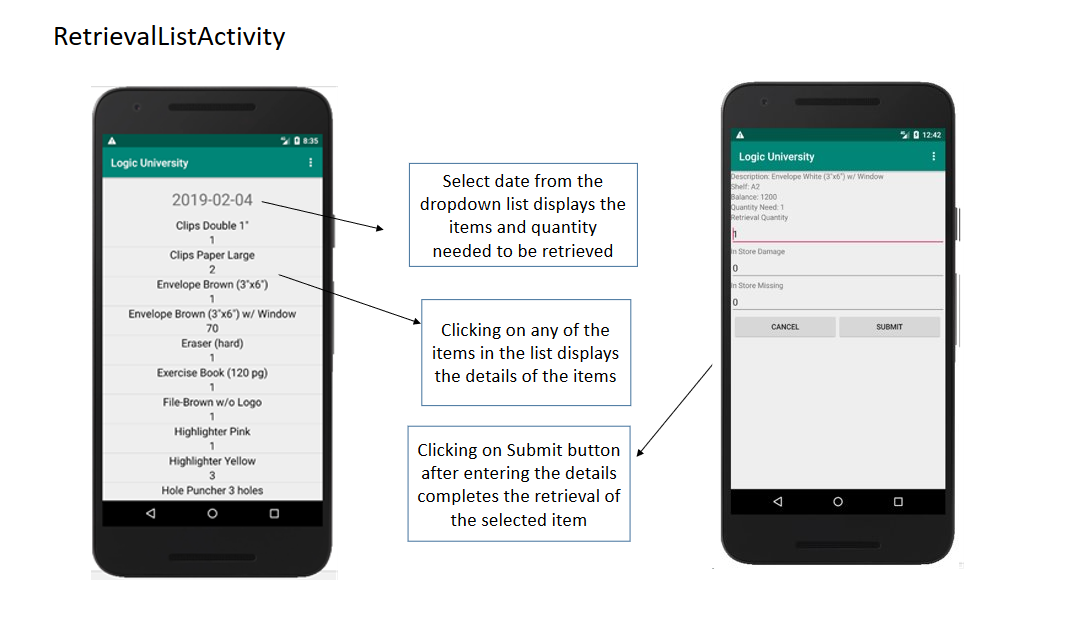 RetrievalListActivity
8:35
Logic University
2019-02-04
Clips Double 1"
1
Clips Paper Large
2
Envelope Brown (3"x6")
1
Envelope Brown (3"x6") w/ Window
70
Eraser (hard)
1
Exercise Book (120 pg)
1
File-Brown w/o Logo
1
Highlighter Pink
1
Highlighter Yellow
3
Hole Puncher 3 holes
Select date from the
dropdown list displays the
items and quantity
needed to be retrieved
Clicking on any of the
items in the list displays
the details of the items
Clicking on Submit button
after entering the details
completes the retrieval of
the selected item
12:42
Logic University
Description: Envelope White (3"x6") w/ Window
Shelf: A2
Balance: 1200
Quantity Need: 1
Retrieval Quantity
1
In Store Damage
0
In Store Missing
0
CANCEL SUBMIT